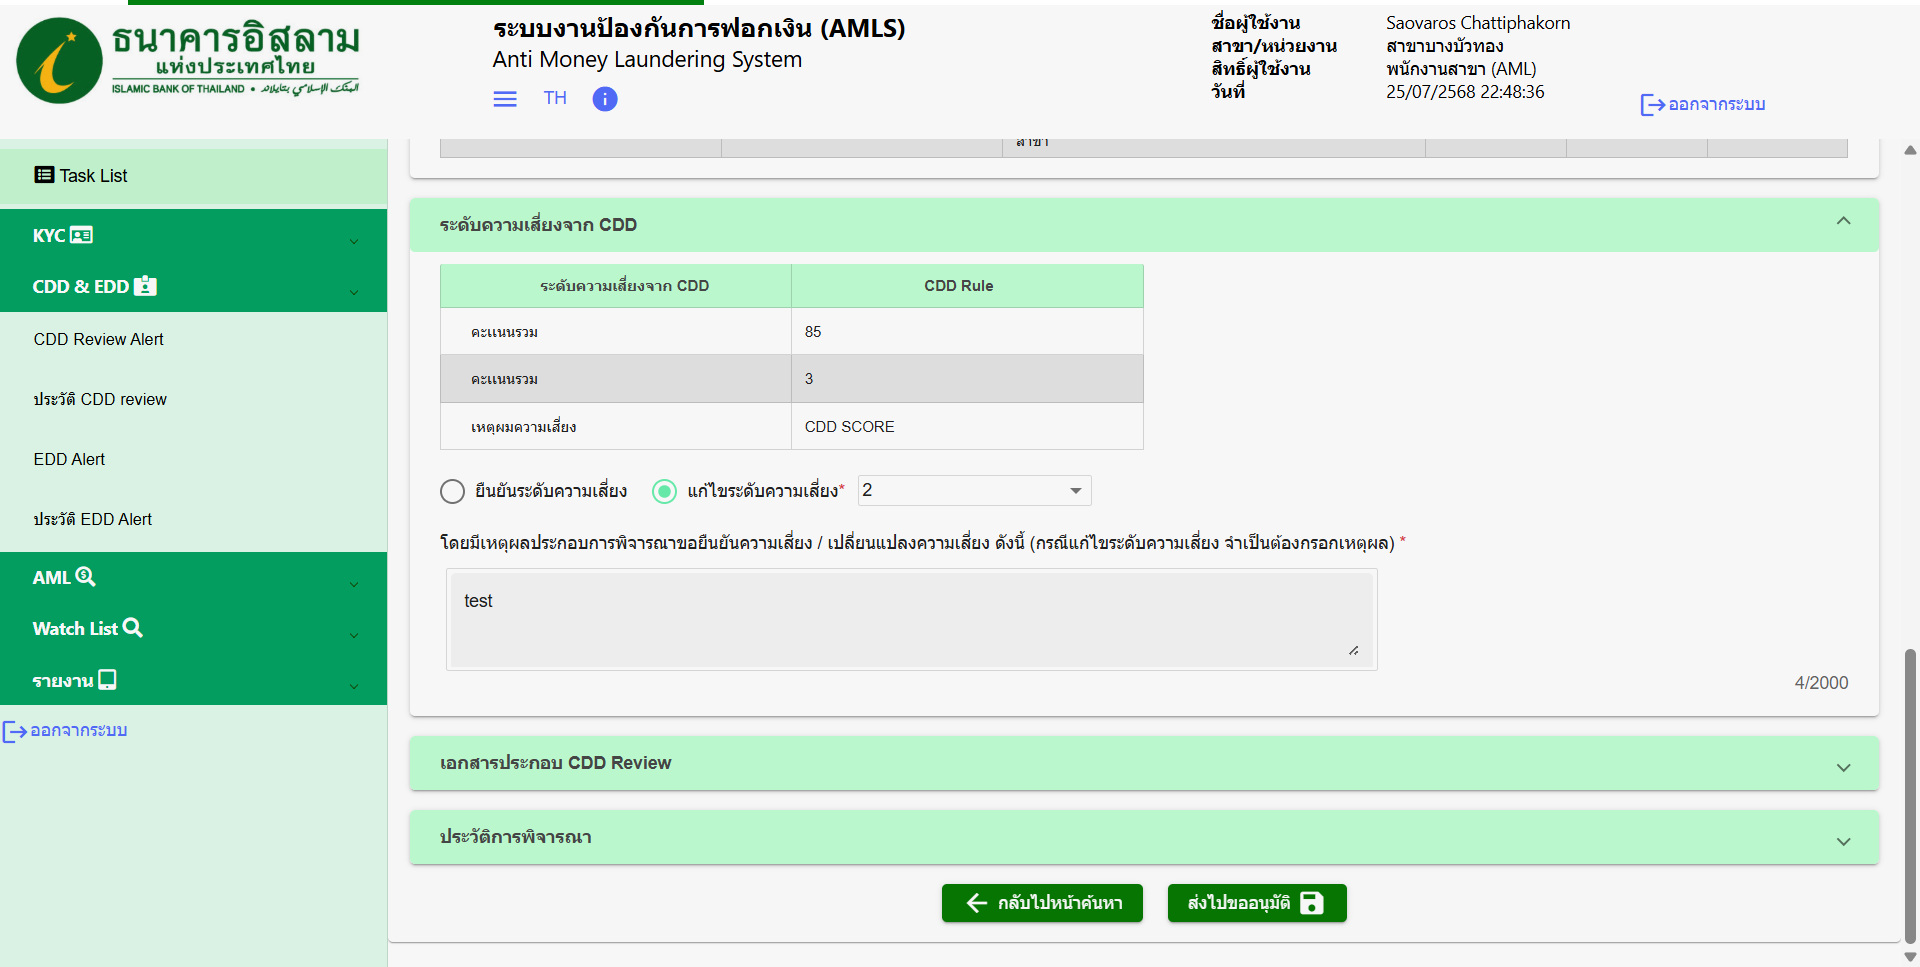 ธนาคารอิสลาม
แห่งประเทศไทย
ISLAMIC BANK OF THAILAND •
ระบบงานป้องกันการฟอกเงิน (AMLS)
Anti Money Laundering System
TH
ชื่อผู้ใช้งาน Saovaros Chattiphakorn
สาขา/หน่วยงาน สาขาบางบัวทอง
สิทธิ์ผู้ใช้งาน พนักงานสาขา (AML)
วันที่ 25/07/2568 22:48:36
ออกจากระบบ
Task List
KYC
CDD & EDD
CDD Review Alert
ประวัติ CDD review
EDD Alert
ประวัติ EDD Alert
AML
Watch List
รายงาน
ออกจากระบบ
สาขา
ระดับความเสี่ยงจาก CDD
ระดับความเสี่ยงจาก CDD CDD Rule
คะแนนรวม 85
คะแนนรวม 3
เหตุผมความเสี่ยง CDD SCORE
ยืนยันระดับความเสี่ยง แก้ไขระดับความเสี่ยง* 2
โดยมีเหตุผลประกอบการพิจารณาขอยืนยันความเสี่ยง / เปลี่ยนแปลงความเสี่ยง ดังนี้ (กรณีแก้ไขระดับความเสี่ยง จำเป็นต้องกรอกเหตุผล) *
test
4/2000
เอกสารประกอบ CDD Review
ประวัติการพิจารณา
กลับไปหน้าค้นหา
ส่งไปขออนุมัติ